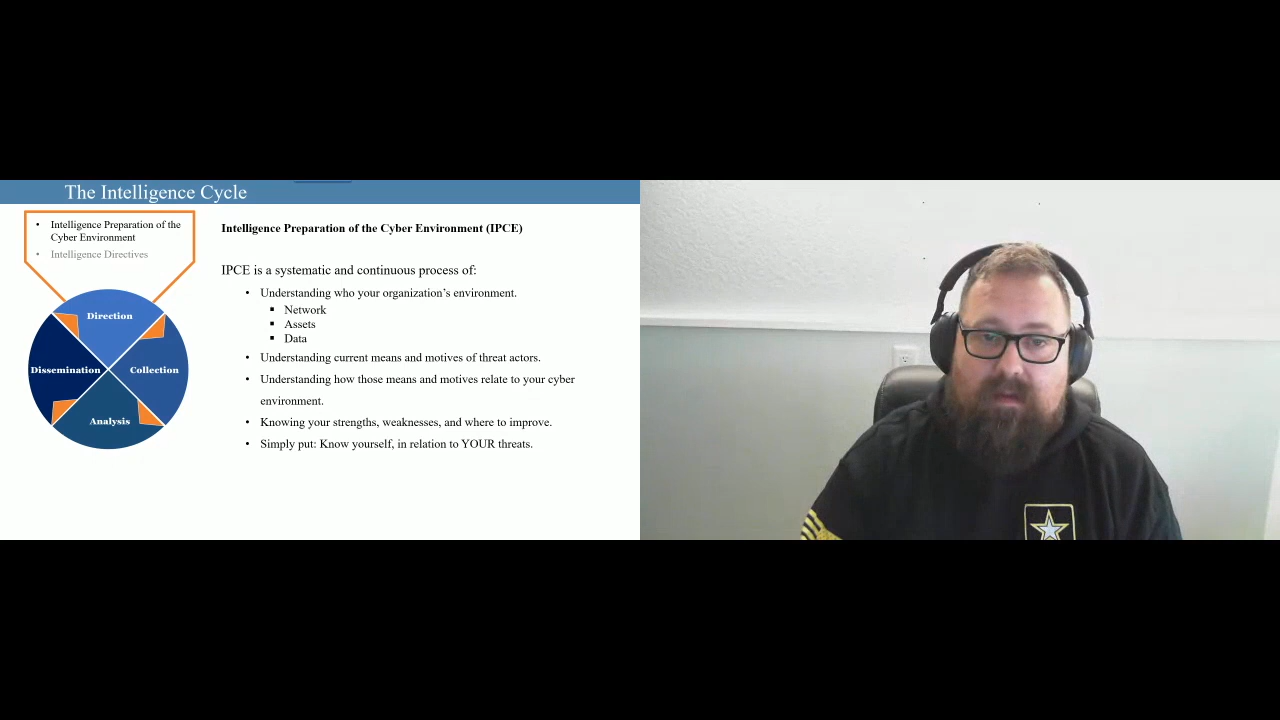 The Intelligence Cycle
• Intelligence Preparation of the
Cyber Environment
• Intelligence Directives
Direction
Dissemination
Collection
Analysis
Intelligence Preparation of the Cyber Environment (IPCE)
IPCE is a systematic and continuous process of:
• Understanding who your organization’s environment.
▪ Network
▪ Assets
▪ Data
• Understanding current means and motives of threat actors.
• Understanding how those means and motives relate to your cyber
environment.
• Knowing your strengths, weaknesses, and where to improve.
• Simply put: Know yourself, in relation to YOUR threats.